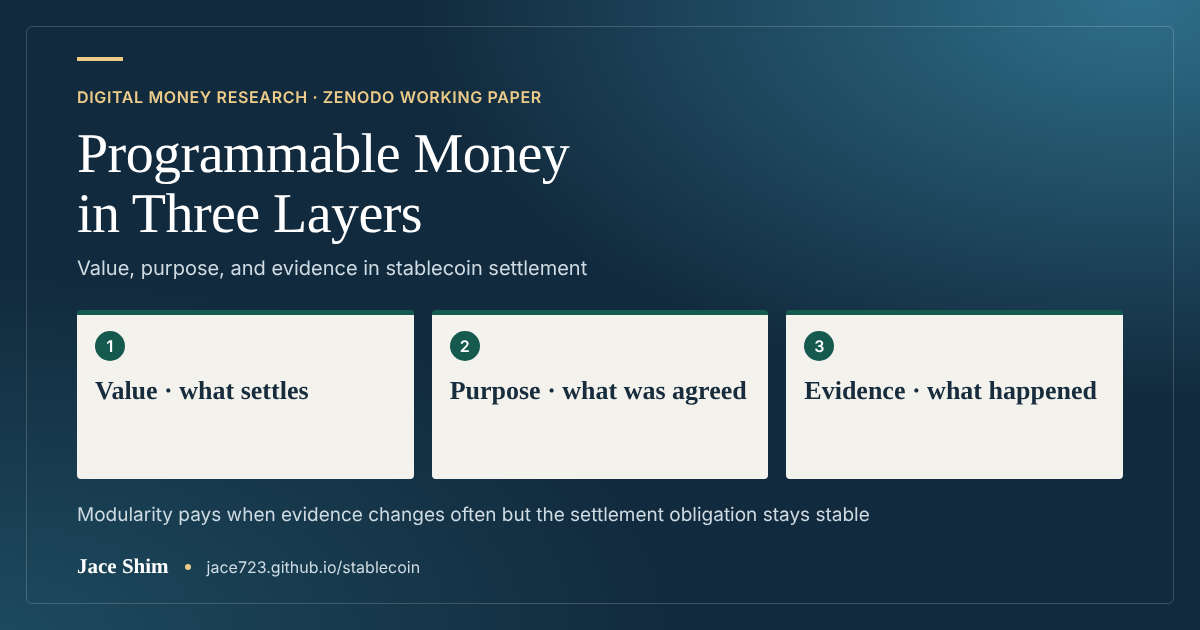 DIGITAL MONEY RESEARCH · ZENODO WORKING PAPER
Programmable Money
in Three Layers
Value, purpose, and evidence in stablecoin settlement
1
Value · what settles
2
Purpose · what was agreed
3
Evidence · what happened
Modularity pays when evidence changes often but the settlement obligation stays stable
Jace Shim • jace723.github.io/stablecoin